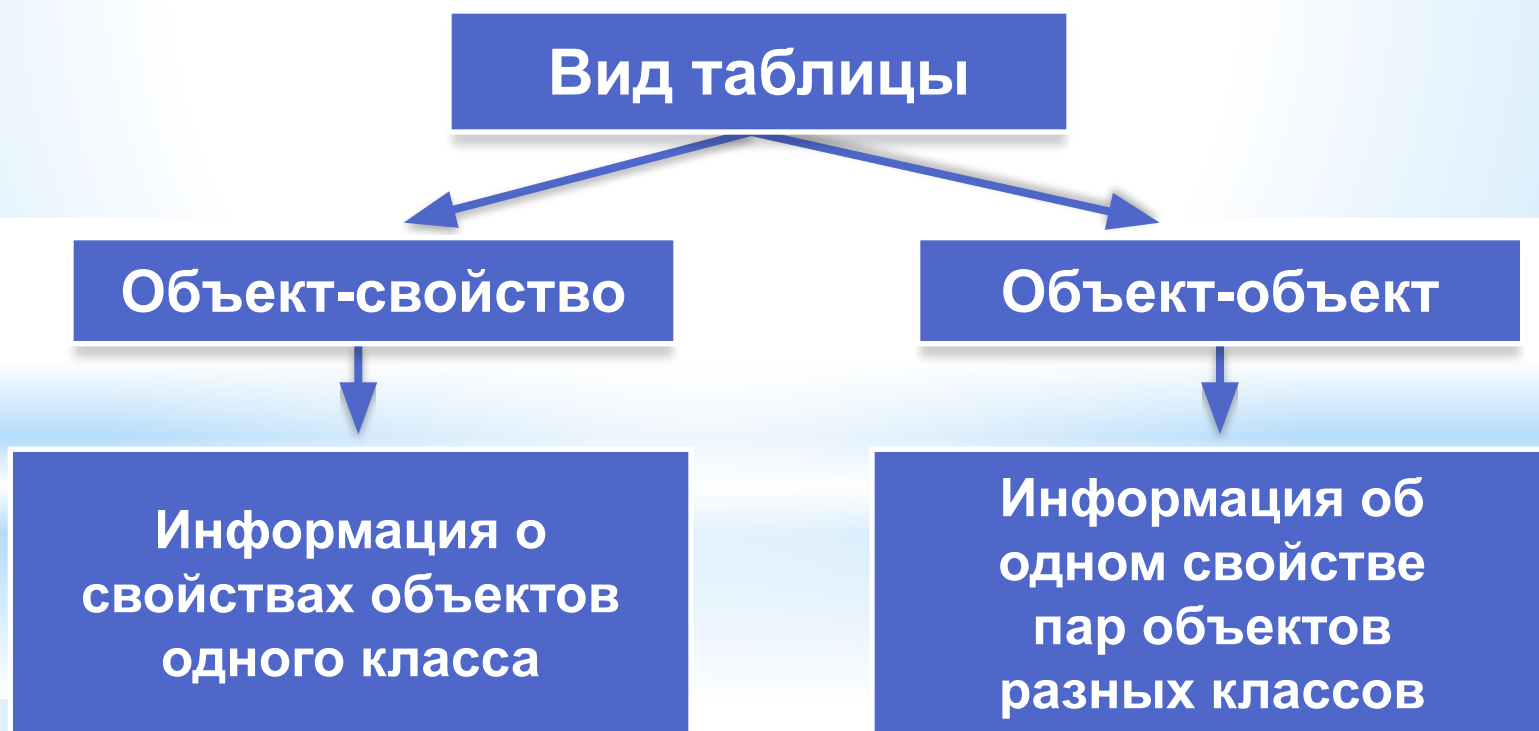 Вид таблицы
Объект-свойство
Объект-объект
Информация о
свойствах объектов
одного класса
Информация об
одном свойстве
пар объектов
разных классов